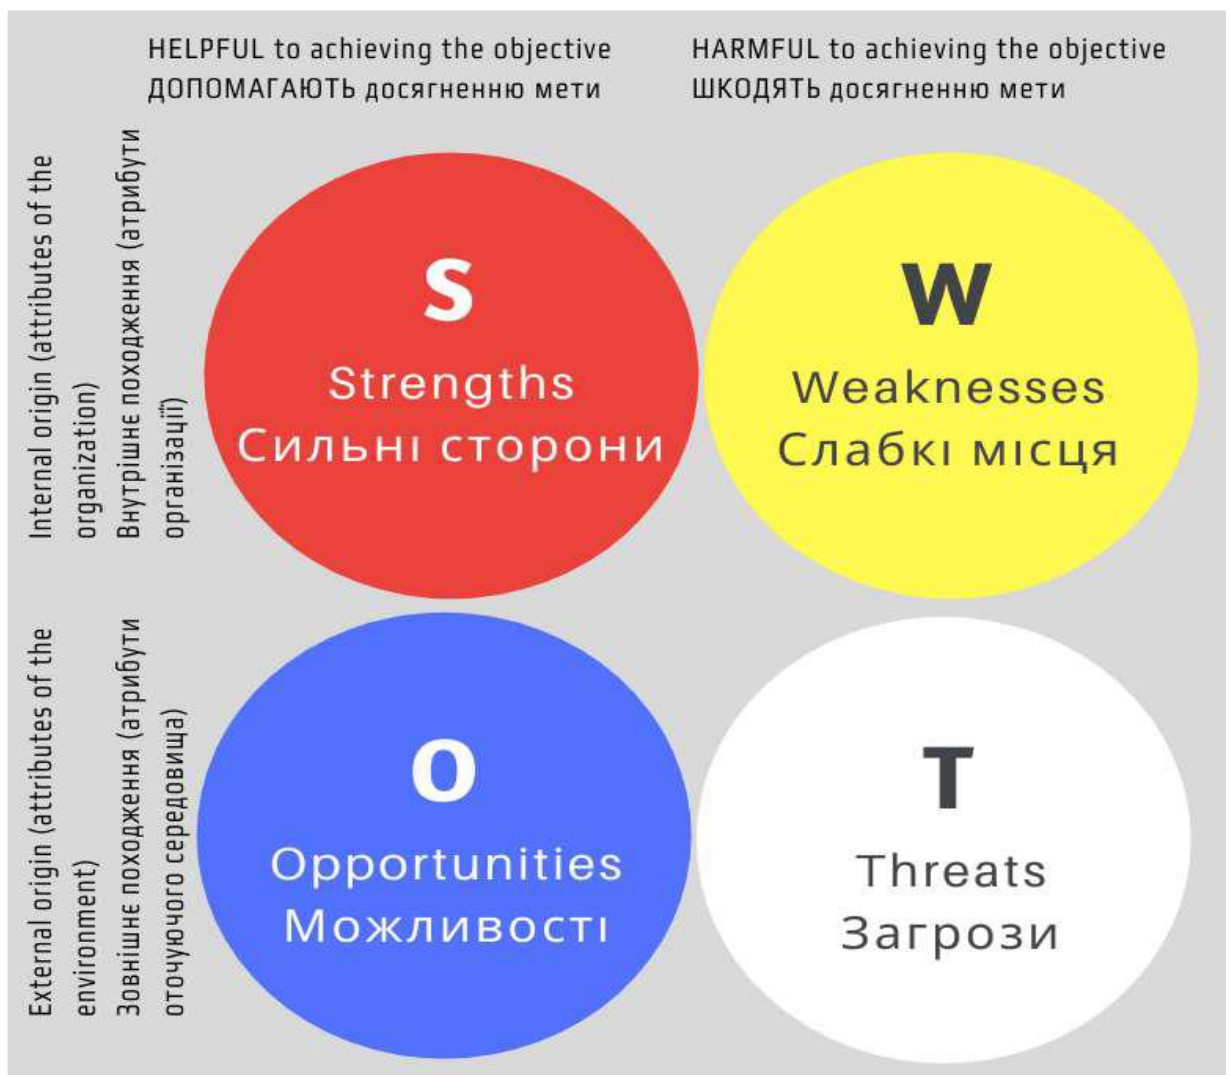 HELPFUL to achieving the objective
ДОПОМАГАЮТЬ досягненню мети
HARMFUL to achieving the objective
ШКОДЯТЬ досягненню мети
Internal origin (attributes of the
organization)
Внутрішнє походження (атрибути
організації)
S
Strengths
Сильні сторони
W
Weaknesses
Слабкі місця
External origin (attributes of the
environment)
Зовнішнє походження (атрибути
оточуючого середовища)
O
Opportunities
Можливості
T
Threats
Загрози